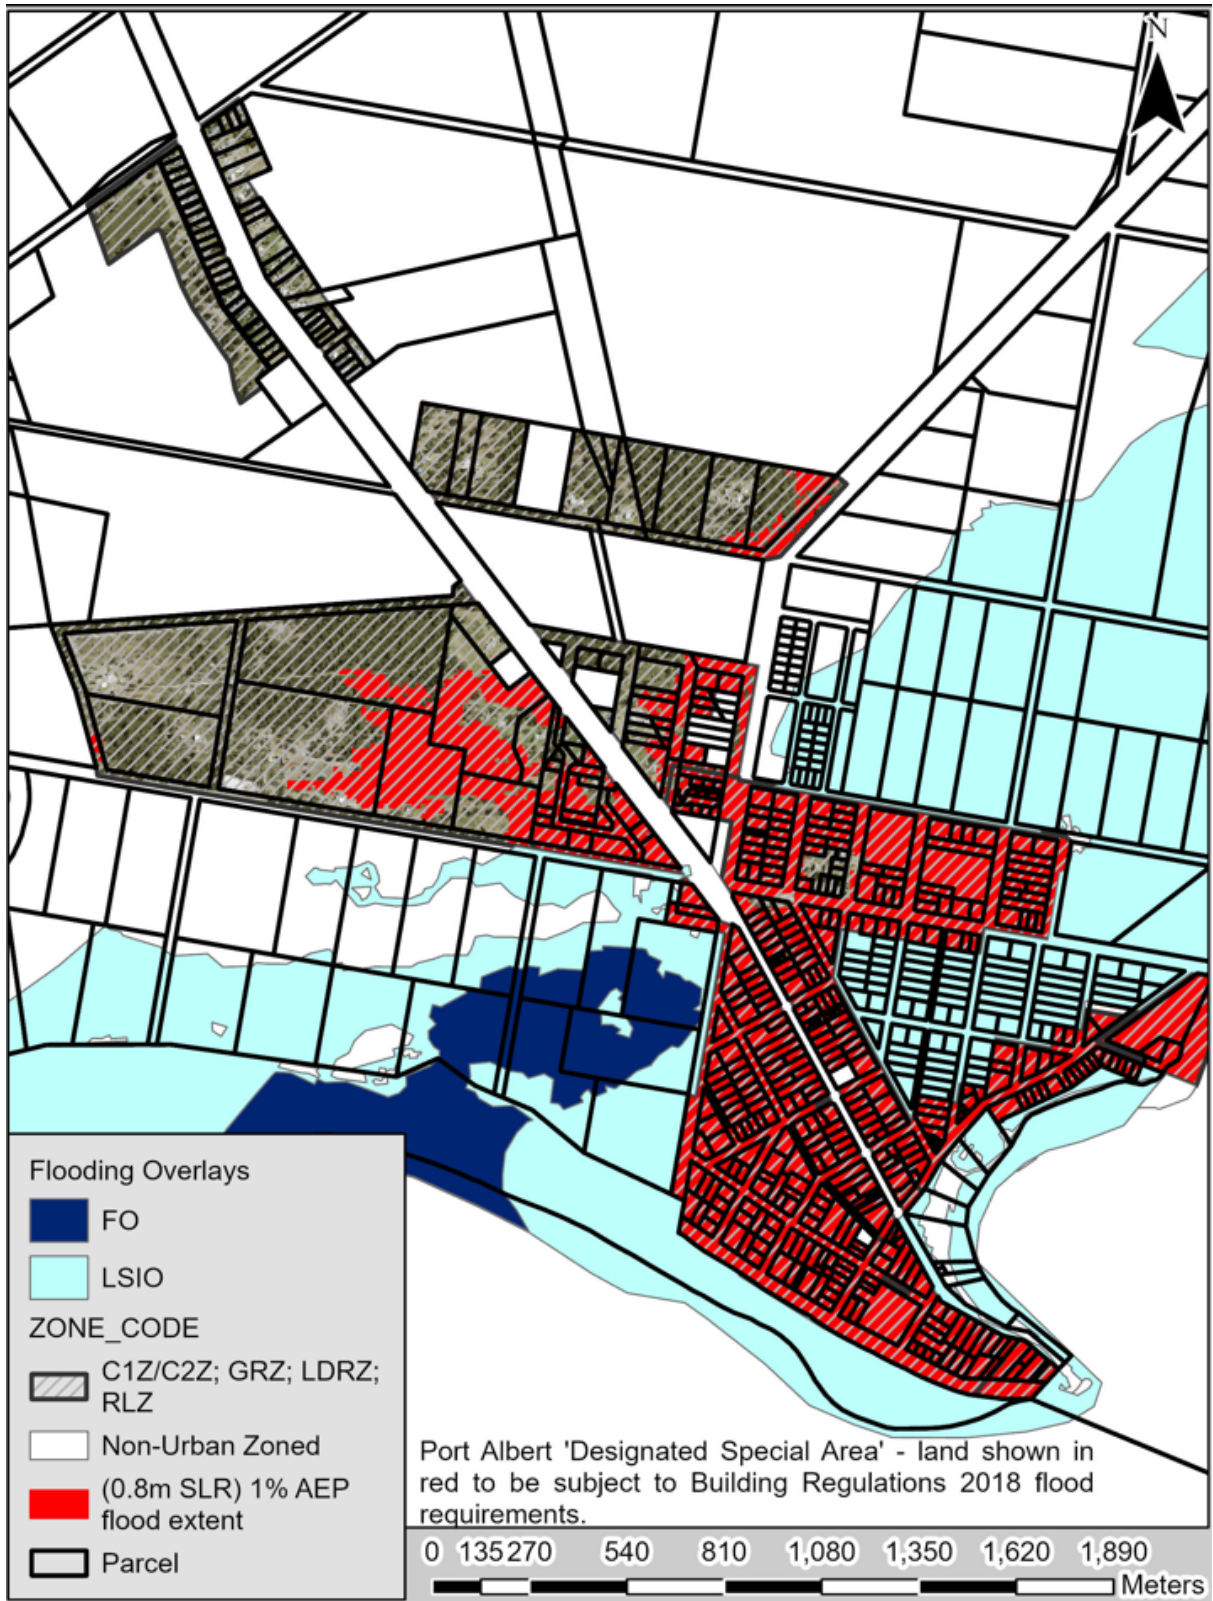 N
Flooding Overlays
FO
LSIO
ZONE_CODE
C1Z/C2Z; GRZ; LDRZ;
RLZ
Non-Urban Zoned
(0.8m SLR) 1% AEP
flood extent
Parcel
Port Albert 'Designated Special Area' - land shown in
red to be subject to Building Regulations 2018 flood
requirements.
0 135 270 540 810 1,080 1,350 1,620 1,890
Meters